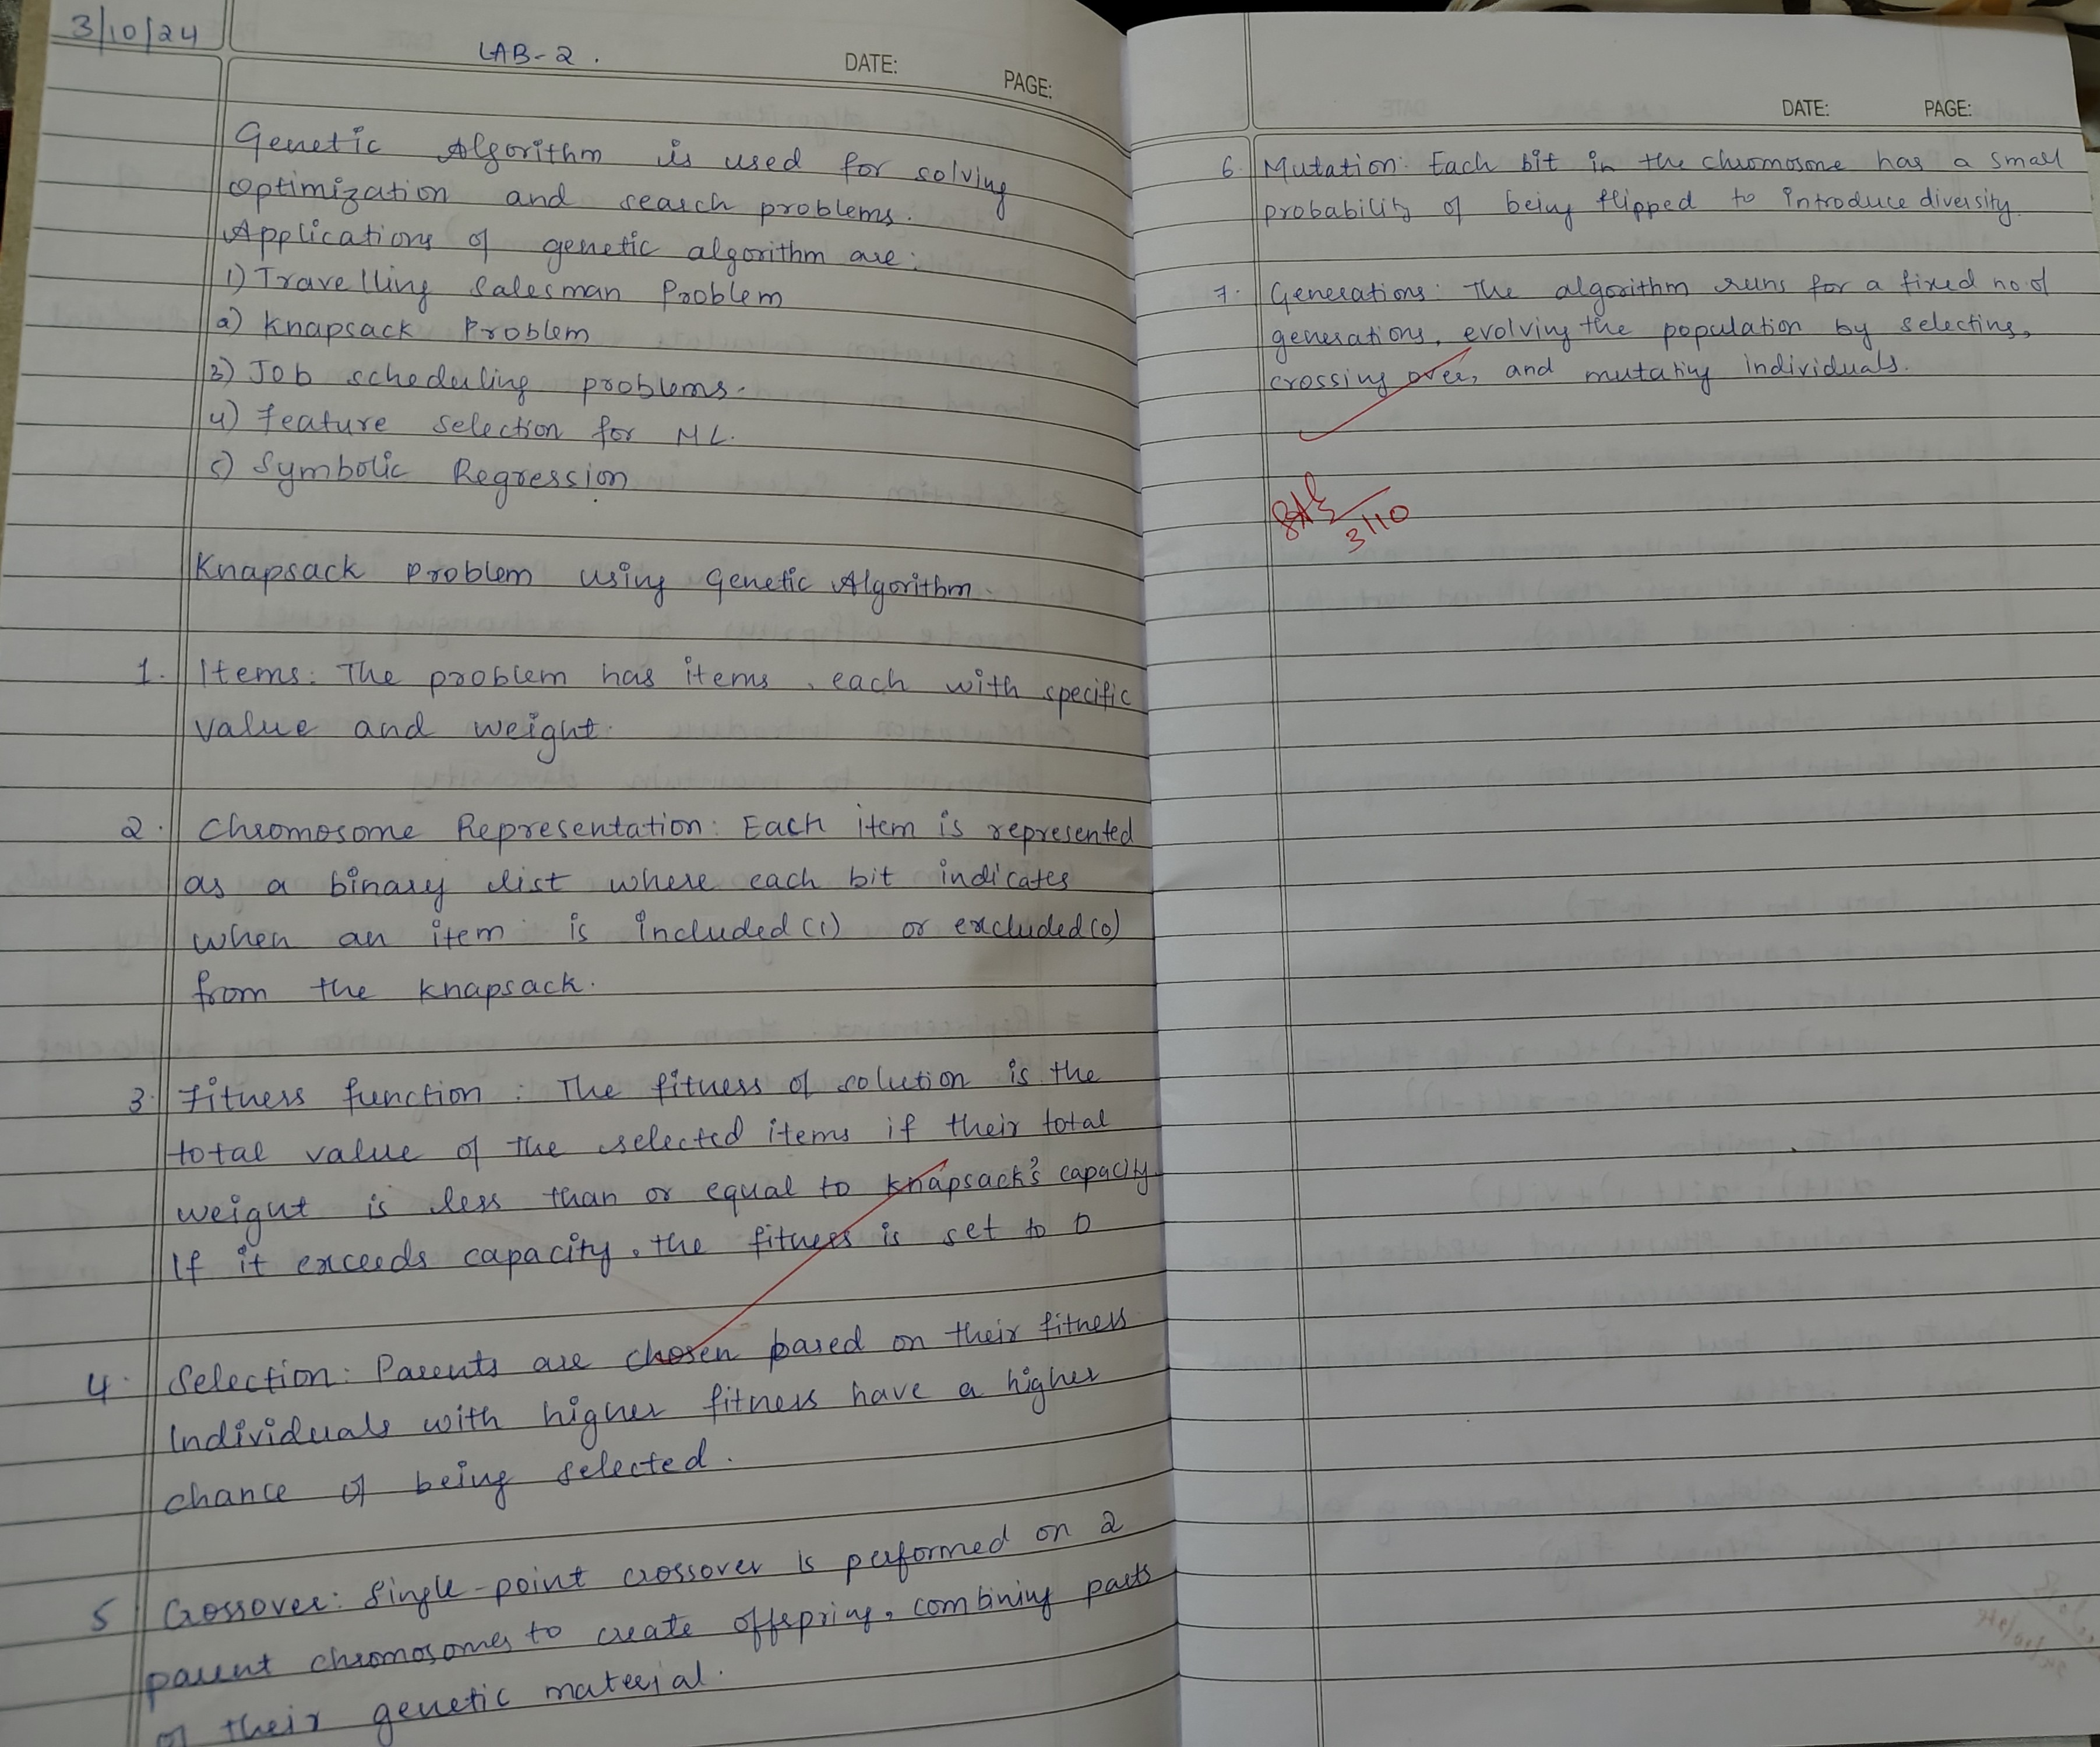 3/10/24
LAB-2.
DATE:
PAGE:
Genetic Algorithm is used for solving
optimization and search problems.
Applications of genetic algorithm are:
1) Travelling Salesman Problem
2) Knapsack Problem
3) Job scheduling problems.
4) Feature selection for ML.
5) Symbolic Regression
Knapsack Problem using Genetic Algorithm.
1. Items: The problem has items, each with specific
value and weight.
2. Chromosome Representation: Each item is represented
as a binary list where each bit indicates
when an item is included (1) or excluded (0)
from the knapsack.
3. Fitness function: The fitness of solution is the
total value of the selected items if their total
weight is less than or equal to knapsack's capacity
If it exceeds capacity, the fitness is set to 0
4. Selection: Parents are chosen based on their fitness
Individuals with higher fitness have a higher
chance of being selected.
5. Crossover: Single-point crossover is performed on 2
parent chromosomes to create offspring, combining parts
of their genetic material.
DATE:
PAGE:
6. Mutation: Each bit in the chromosome has a small
probability of being flipped to introduce diversity.
7. Generations: The algorithm runs for a fixed no. of
generations, evolving the population by selecting,
crossing over, and mutating individuals.
3/10